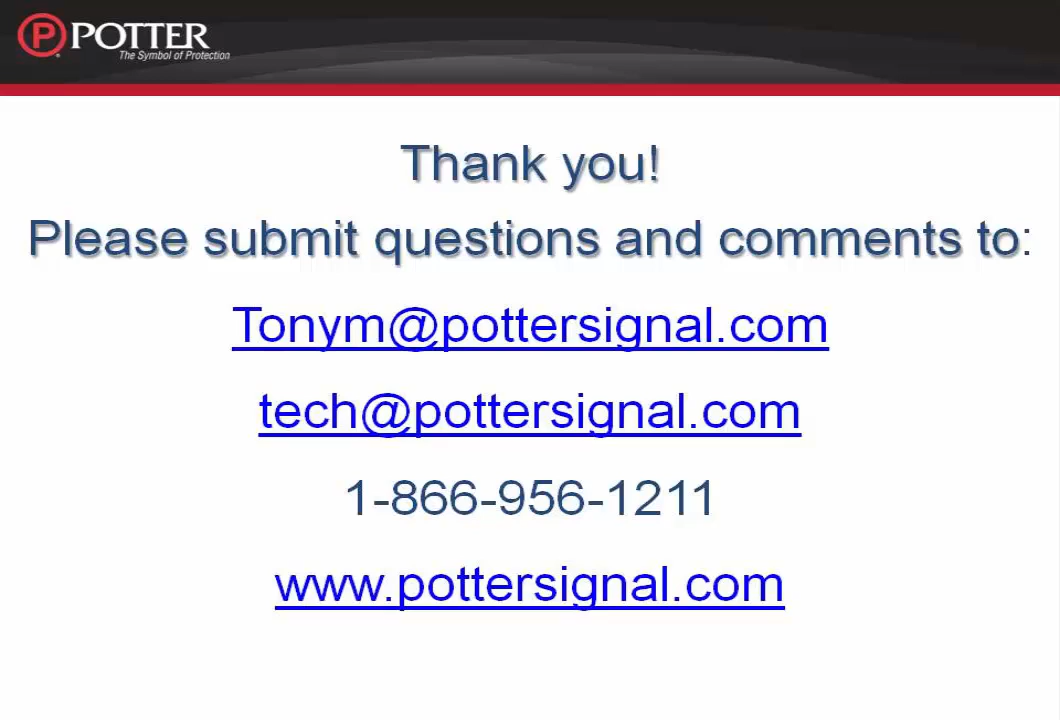 POTTER
The Symbol of Protection
Thank you!
Please submit questions and comments to:
Tonym@pottersignal.com
tech@pottersignal.com
1-866-956-1211
www.pottersignal.com